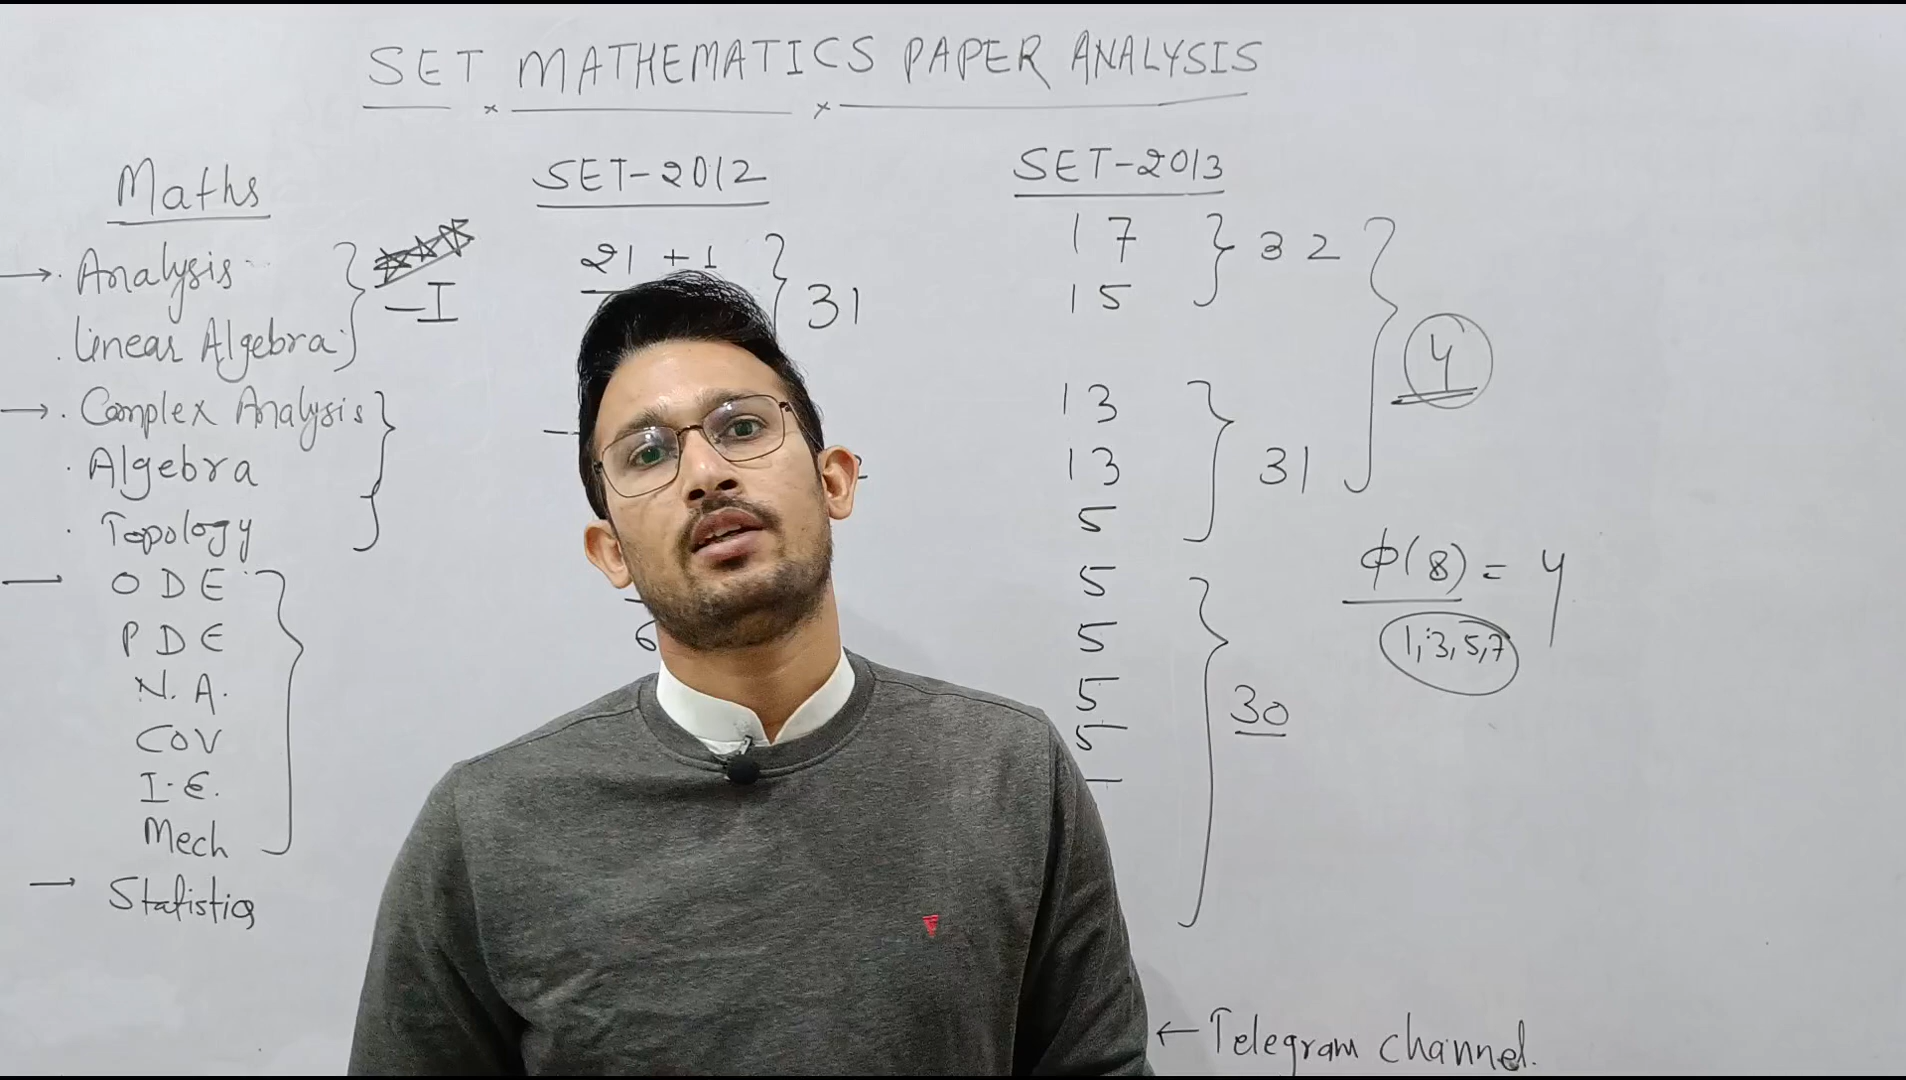 SET MATHEMATICS PAPER ANALYSIS
Maths
Analysis
linear Algebra
-I
Complex Analysis
Algebra
Topology
O D E
P D E
N. A.
COV
I. E.
Mech
Statistics
SET-2012
21 + 1
31
6
SET-2013
17
15
32
13
13
5
31
4
5
5
5
5
30
φ(8) = 4
1, 3, 5, 7
← Telegram channel.